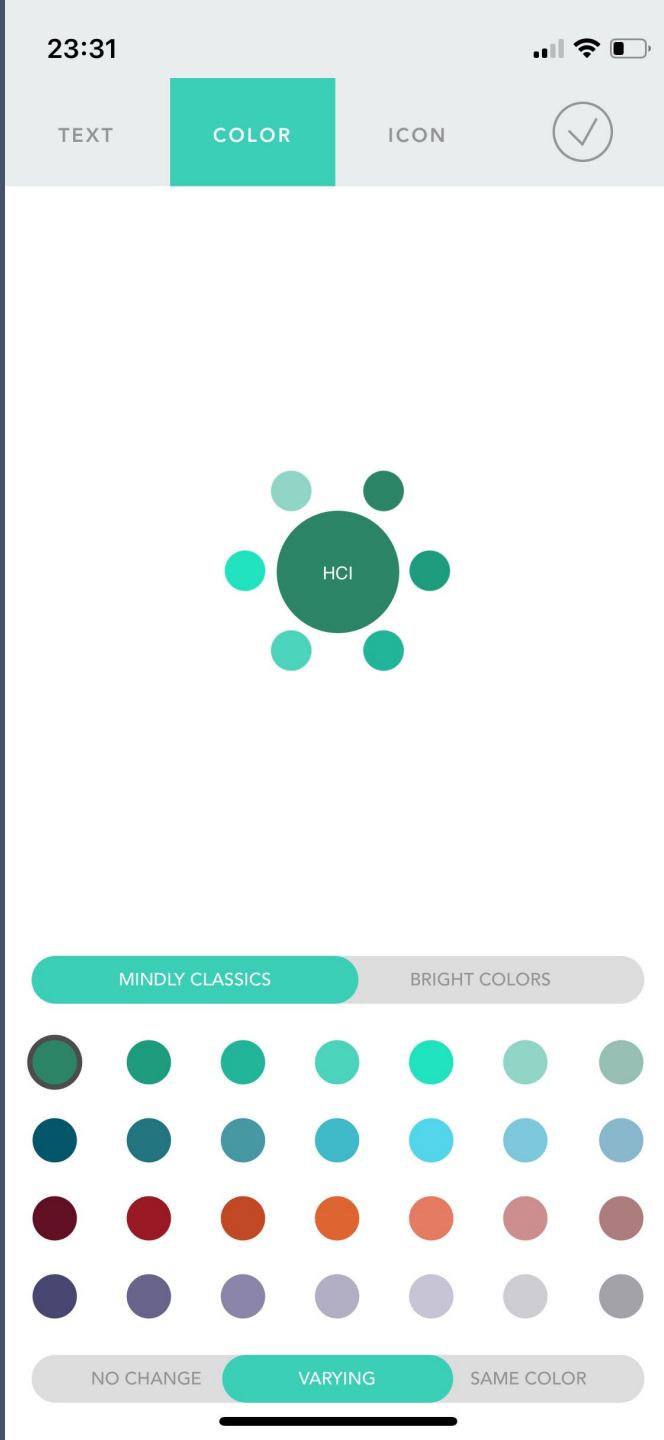 23:31
TEXT COLOR ICON
HCI
MINDLY CLASSICS BRIGHT COLORS
NO CHANGE VARYING SAME COLOR